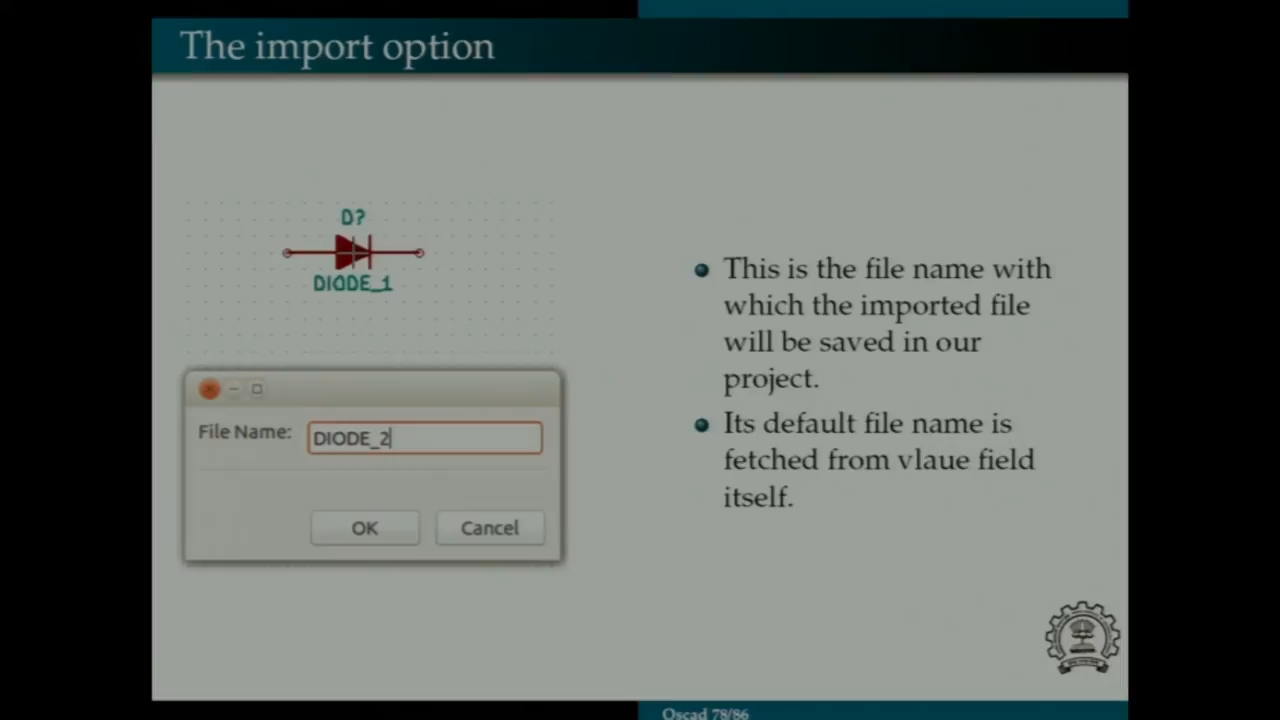 The import option
D?
DIODE_1
File Name: DIODE_2
OK Cancel
This is the file name with
which the imported file
will be saved in our
project.
Its default file name is
fetched from vlaue field
itself.
Oscad 78/86